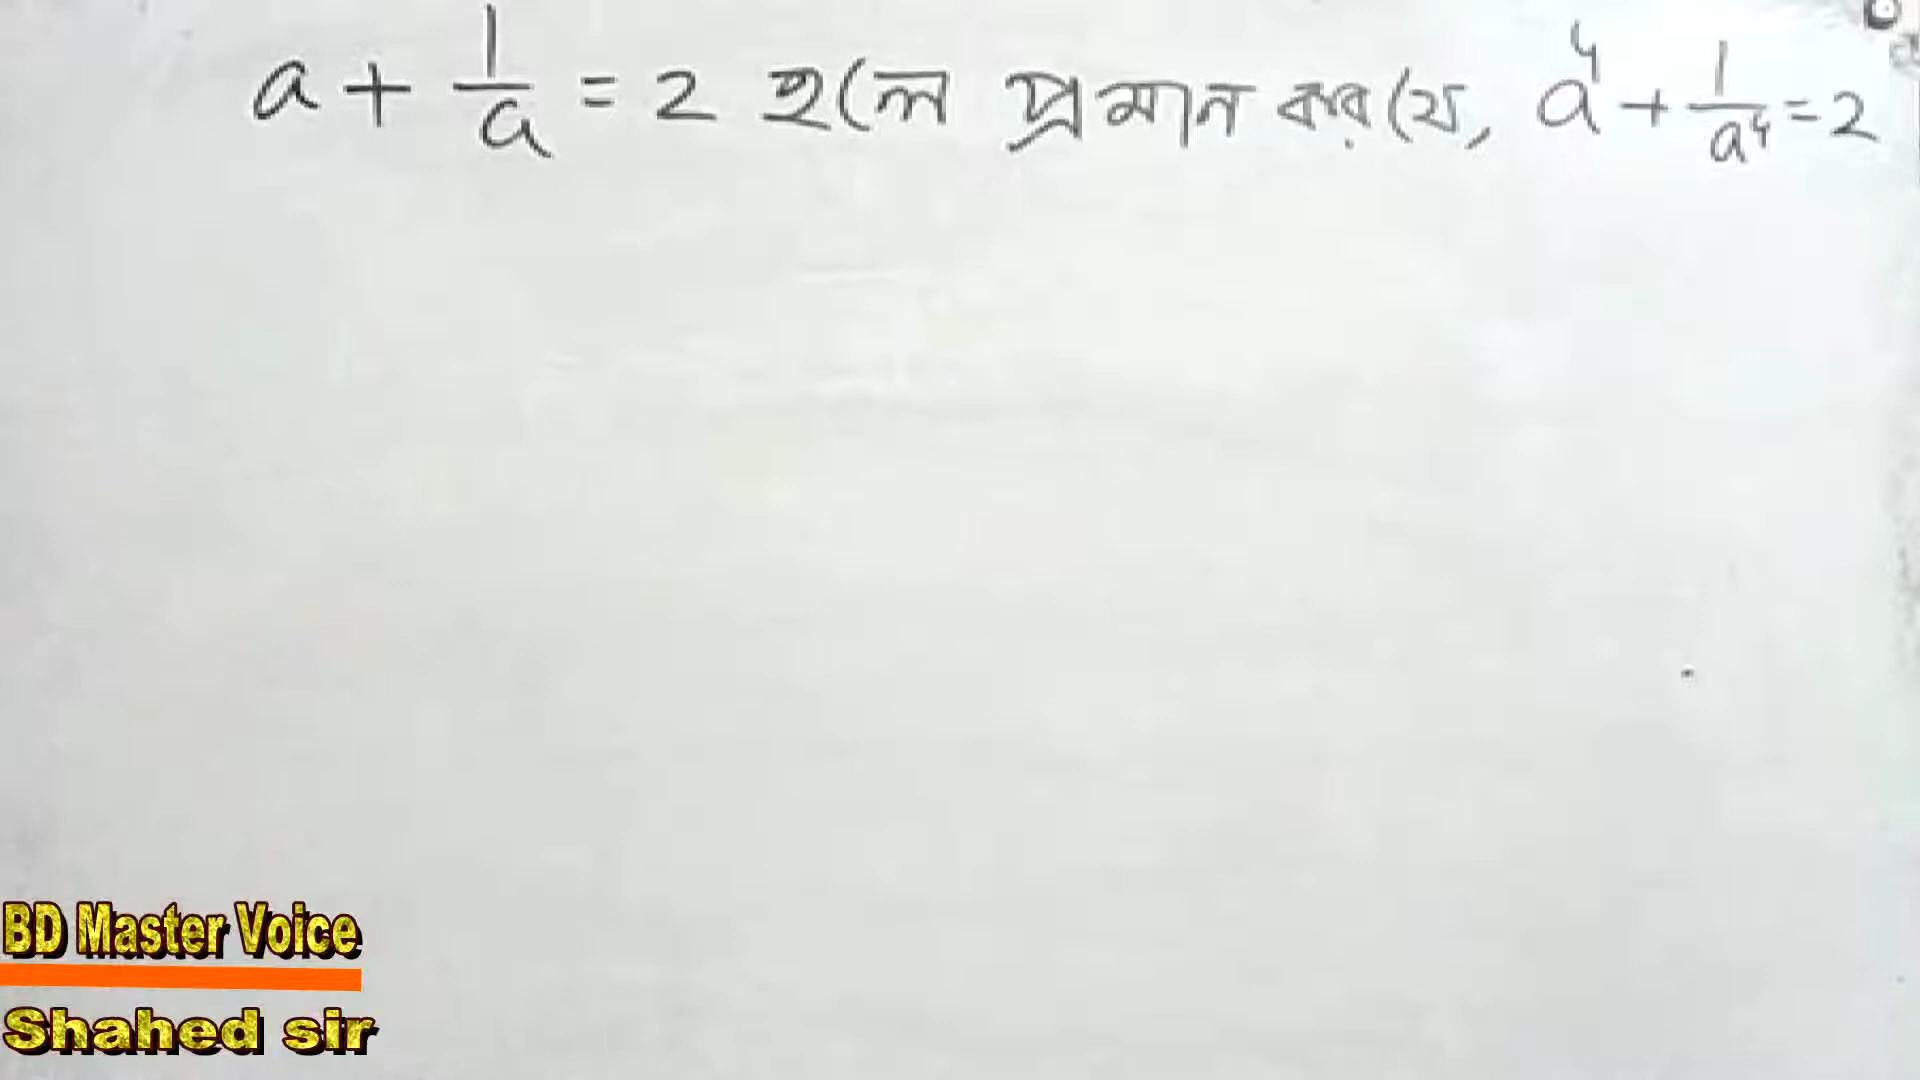 a + 1/a = 2 হলে প্রমান কর যে, a⁴ + 1/a⁴ = 2
BD Master Voice
Shahed sir